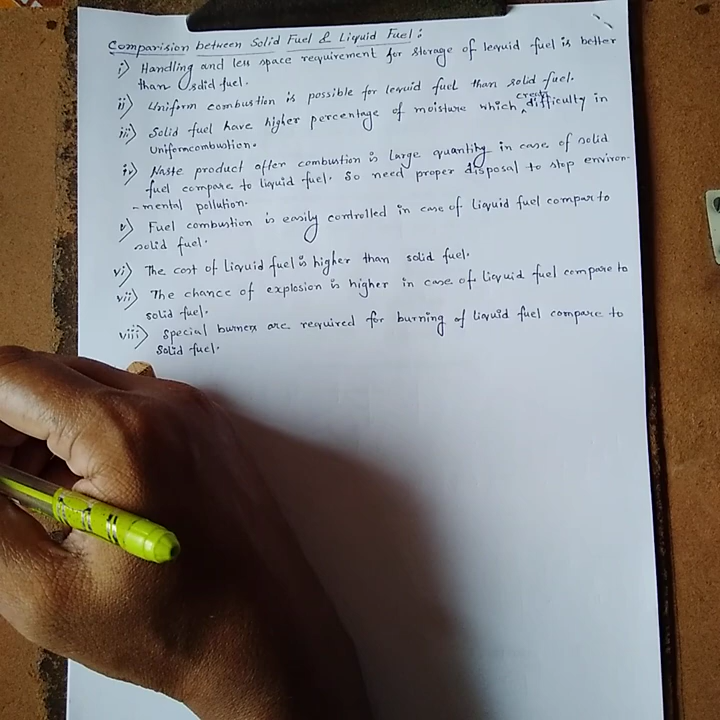 Comparision between Solid Fuel & Liquid Fuel:
i) Handling and less space requirement for storage of lequid fuel is better
than solid fuel.
ii) Uniform combustion is possible for lequid fuel than solid fuel.
iii) Solid fuel have higher percentage of moisture which create difficulty in
Uniform combustion.
iv) Waste product after combustion is large quantity in case of solid
fuel compare to liquid fuel. So need proper disposal to stop environ-
-mental pollution.
v) Fuel combustion is easily controlled in case of Liquid fuel compar to
solid fuel.
vi) The cost of liquid fuel is higher than solid fuel.
vii) The chance of explosion is higher in case of liquid fuel compare to
solid fuel.
viii) Special burners are required for burning of liquid fuel compare to
Solid fuel.